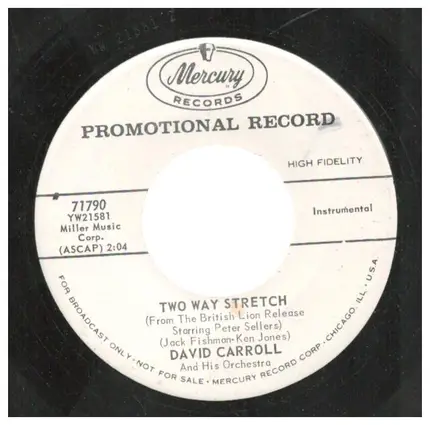 Mercury
RECORDS
PROMOTIONAL RECORD
HIGH FIDELITY
71790
YW21581
Miller Music
Corp.
(ASCAP) 2:04
Instrumental
TWO WAY STRETCH
(From The British Lion Release
Starring Peter Sellers)
(Jack Fishman-Ken Jones)
DAVID CARROLL
And His Orchestra
FOR BROADCAST ONLY • NOT FOR SALE • MERCURY RECORD CORP. • CHICAGO, ILL. • U.S.A.